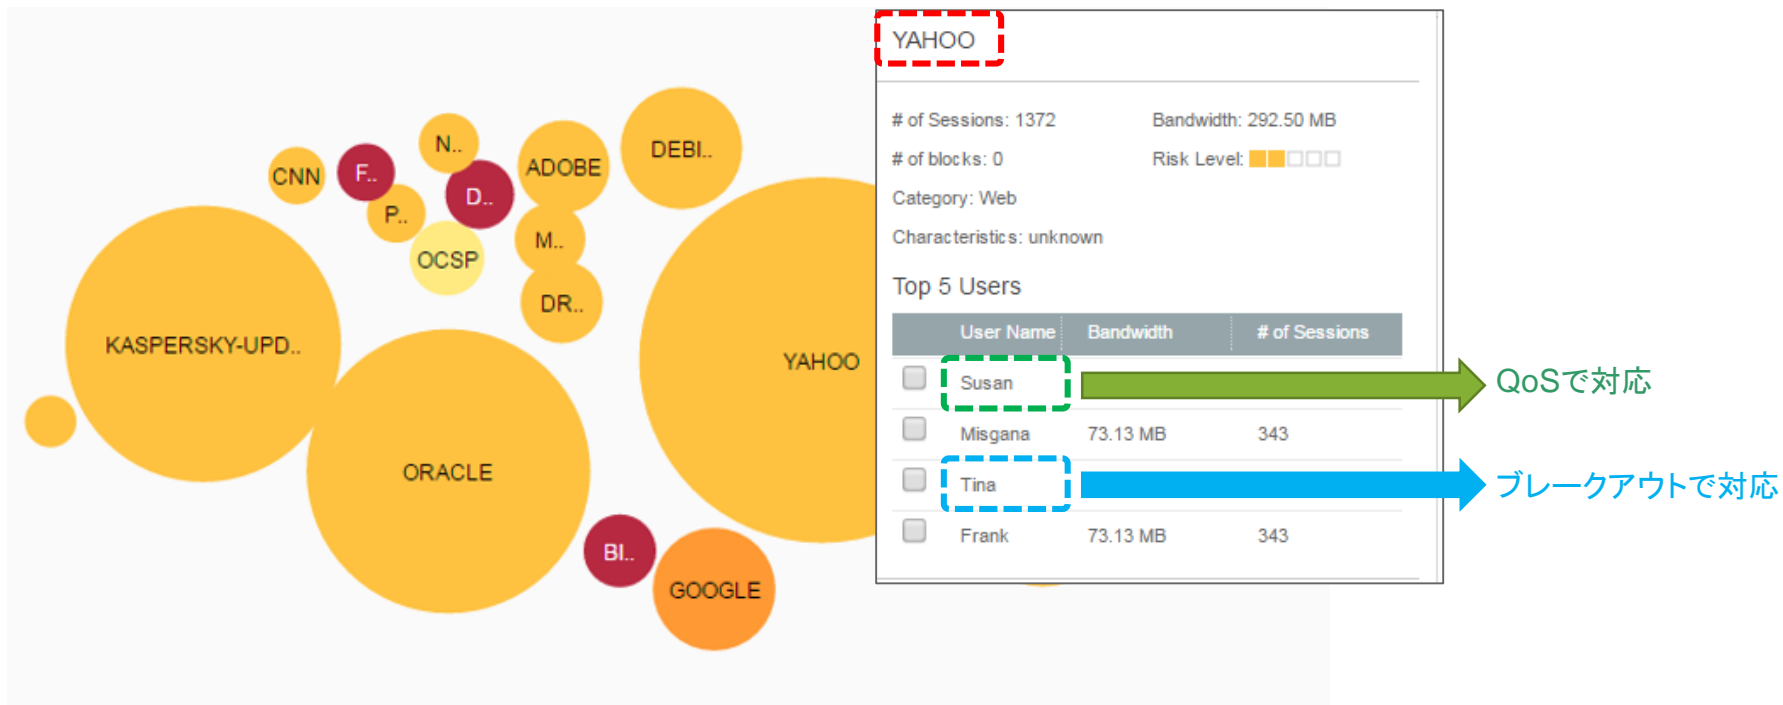 N..
DEBI..
CNN
F..
ADOBE
D..
P..
M..
OCSP
DR..
KASPERSKY-UPD..
YAHOO
ORACLE
BI..
GOOGLE
YAHOO
# of Sessions: 1372 Bandwidth: 292.50 MB
# of blocks: 0 Risk Level:
Category: Web
Characteristics: unknown
Top 5 Users
User Name Bandwidth # of Sessions
Susan
QoSで対応
Misgana 73.13 MB 343
Tina
ブレークアウトで対応
Frank 73.13 MB 343